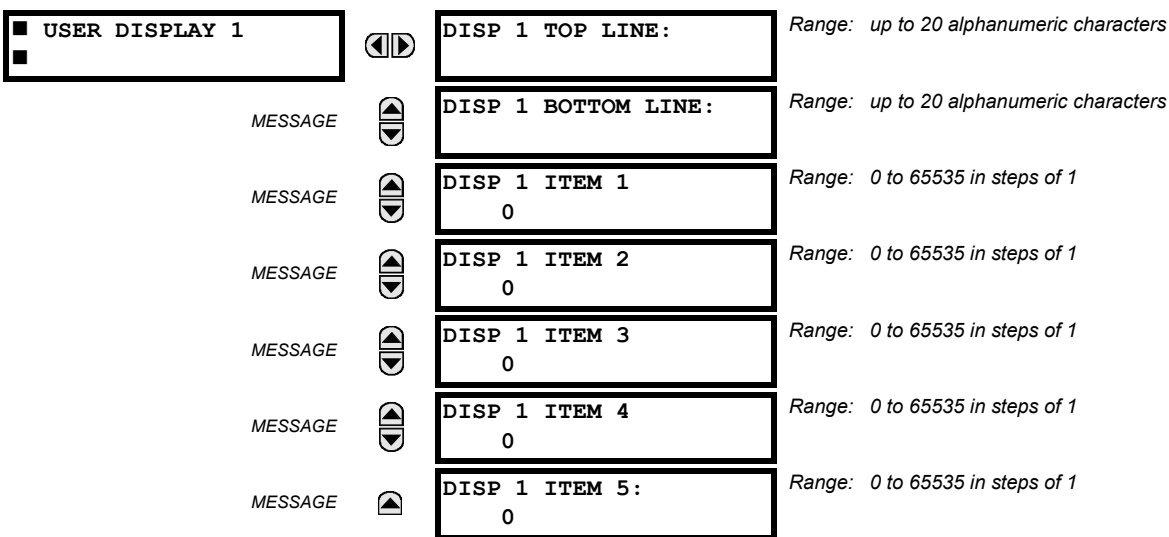 ■ USER DISPLAY 1
■
DISP 1 TOP LINE:
Range: up to 20 alphanumeric characters
MESSAGE
DISP 1 BOTTOM LINE:
Range: up to 20 alphanumeric characters
MESSAGE
DISP 1 ITEM 1
0
Range: 0 to 65535 in steps of 1
MESSAGE
DISP 1 ITEM 2
0
Range: 0 to 65535 in steps of 1
MESSAGE
DISP 1 ITEM 3
0
Range: 0 to 65535 in steps of 1
MESSAGE
DISP 1 ITEM 4
0
Range: 0 to 65535 in steps of 1
MESSAGE
DISP 1 ITEM 5:
0
Range: 0 to 65535 in steps of 1